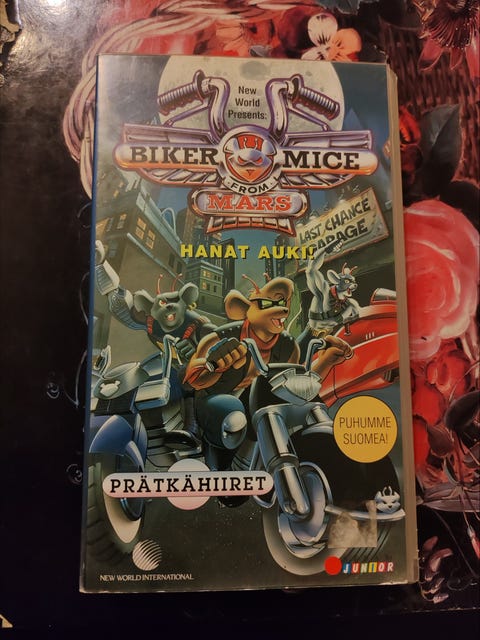 New
World
Presents:
BIKER MICE
FROM
MARS
LAST CHANCE
GARAGE
HANAT AUKI!
PUHUMME
SUOMEA!
PRÄTKÄHIIRET
NEW WORLD INTERNATIONAL
JUNIOR